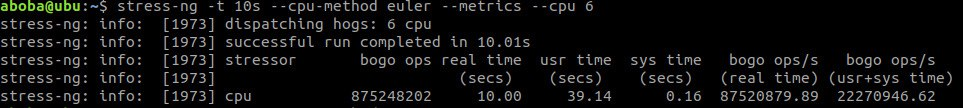 aboba@ubu:~$ stress-ng -t 10s --cpu-method euler --metrics --cpu 6
stress-ng: info:  [1973] dispatching hogs: 6 cpu
stress-ng: info:  [1973] successful run completed in 10.01s
stress-ng: info:  [1973] stressor       bogo ops real time  usr time  sys time   bogo ops/s   bogo ops/s
stress-ng: info:  [1973]                           (secs)    (secs)    (secs)   (real time) (usr+sys time)
stress-ng: info:  [1973] cpu           875248202     10.00     39.14      0.16  87520879.89  22270946.62